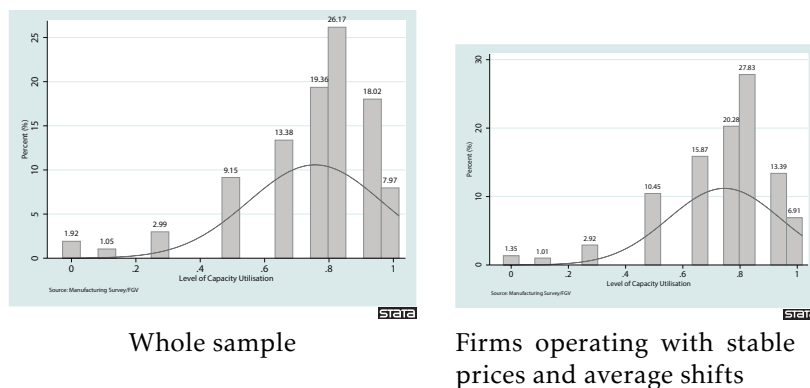 26.17
19.36
18.02
13.38
9.15
7.97
2.99
1.92
1.05
25
20
15
10
5
0
Percent (%)
0 .2 .4 .6 .8 1
Level of Capacity Utilisation
Source: Manufacturing Survey/FGV
STATA
Whole sample
30
20
10
0
Percent (%)
27.83
20.28
15.87
13.39
10.45
6.91
2.92
1.35
1.01
0 .2 .4 .6 .8 1
Level of Capacity Utilisation
Source: Manufacturing Survey/FGV
Firms operating with stable
prices and average shifts